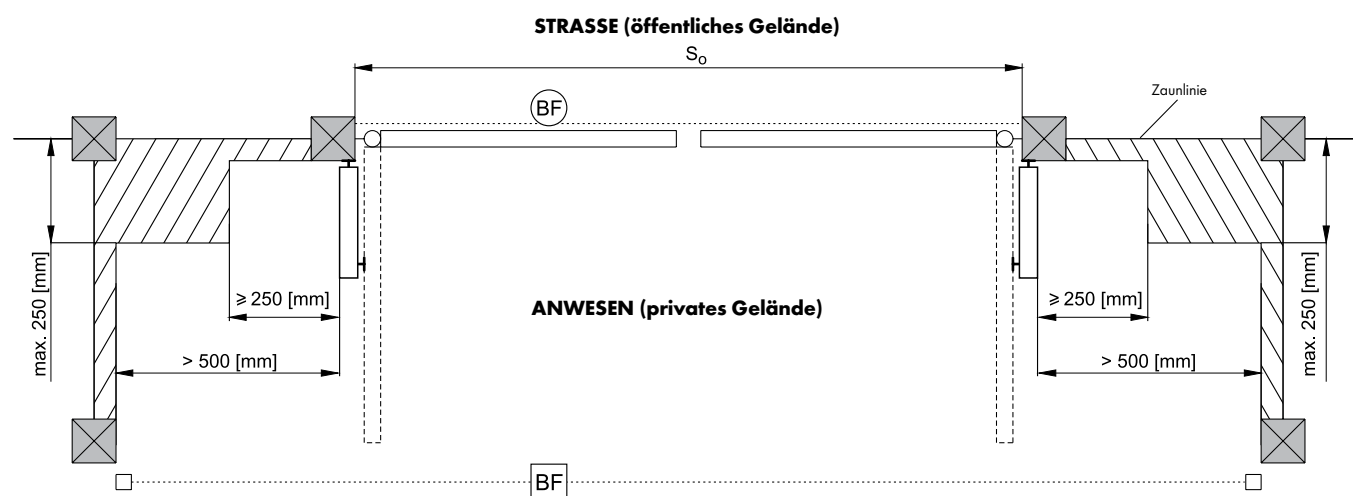 STRASSE (öffentliches Gelände)
S₀
BF
Zaunlinie
max. 250 [mm]
⩾ 250 [mm]
> 500 [mm]
ANWESEN (privates Gelände)
⩾ 250 [mm]
> 500 [mm]
max. 250 [mm]
BF